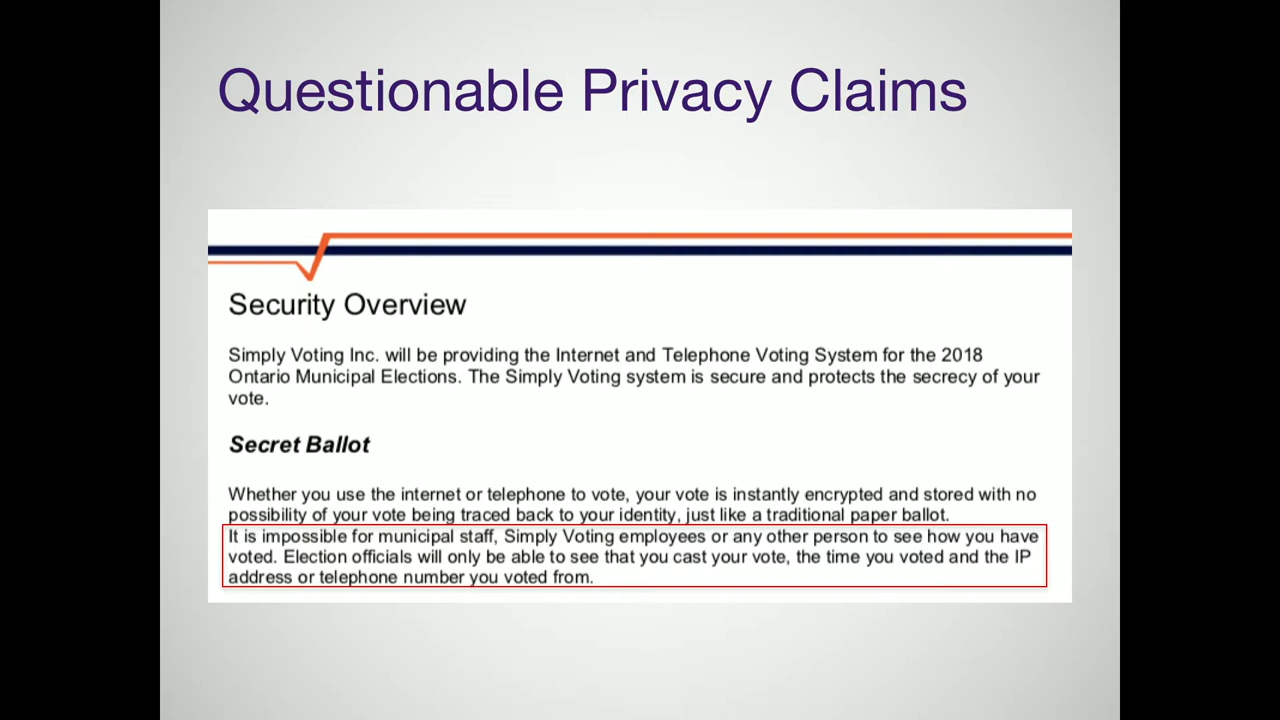 Questionable Privacy Claims
Security Overview
Simply Voting Inc. will be providing the Internet and Telephone Voting System for the 2018
Ontario Municipal Elections. The Simply Voting system is secure and protects the secrecy of your
vote.
Secret Ballot
Whether you use the internet or telephone to vote, your vote is instantly encrypted and stored with no
possibility of your vote being traced back to your identity, just like a traditional paper ballot.
It is impossible for municipal staff, Simply Voting employees or any other person to see how you have
voted. Election officials will only be able to see that you cast your vote, the time you voted and the IP
address or telephone number you voted from.